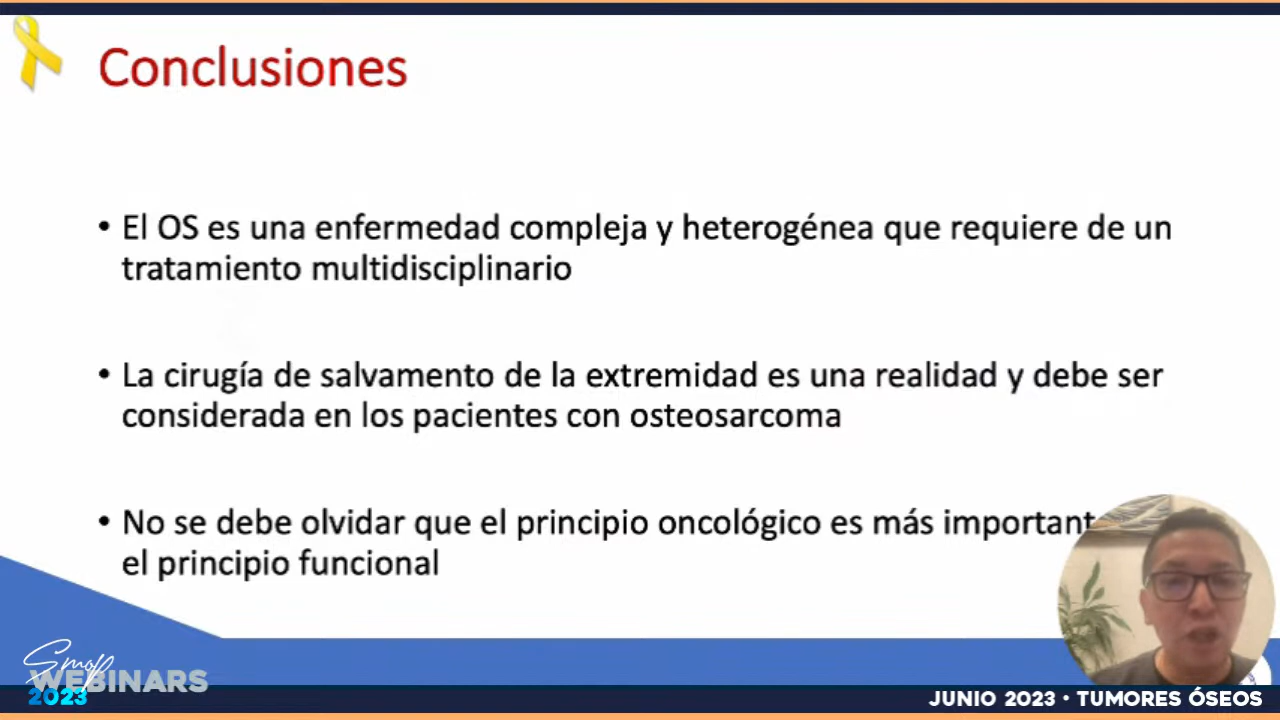 Conclusiones
• El OS es una enfermedad compleja y heterogénea que requiere de un
tratamiento multidisciplinario
• La cirugía de salvamento de la extremidad es una realidad y debe ser
considerada en los pacientes con osteosarcoma
• No se debe olvidar que el principio oncológico es más important
el principio funcional
Smop
WEBINARS
2023
JUNIO 2023 • TUMORES ÓSEOS